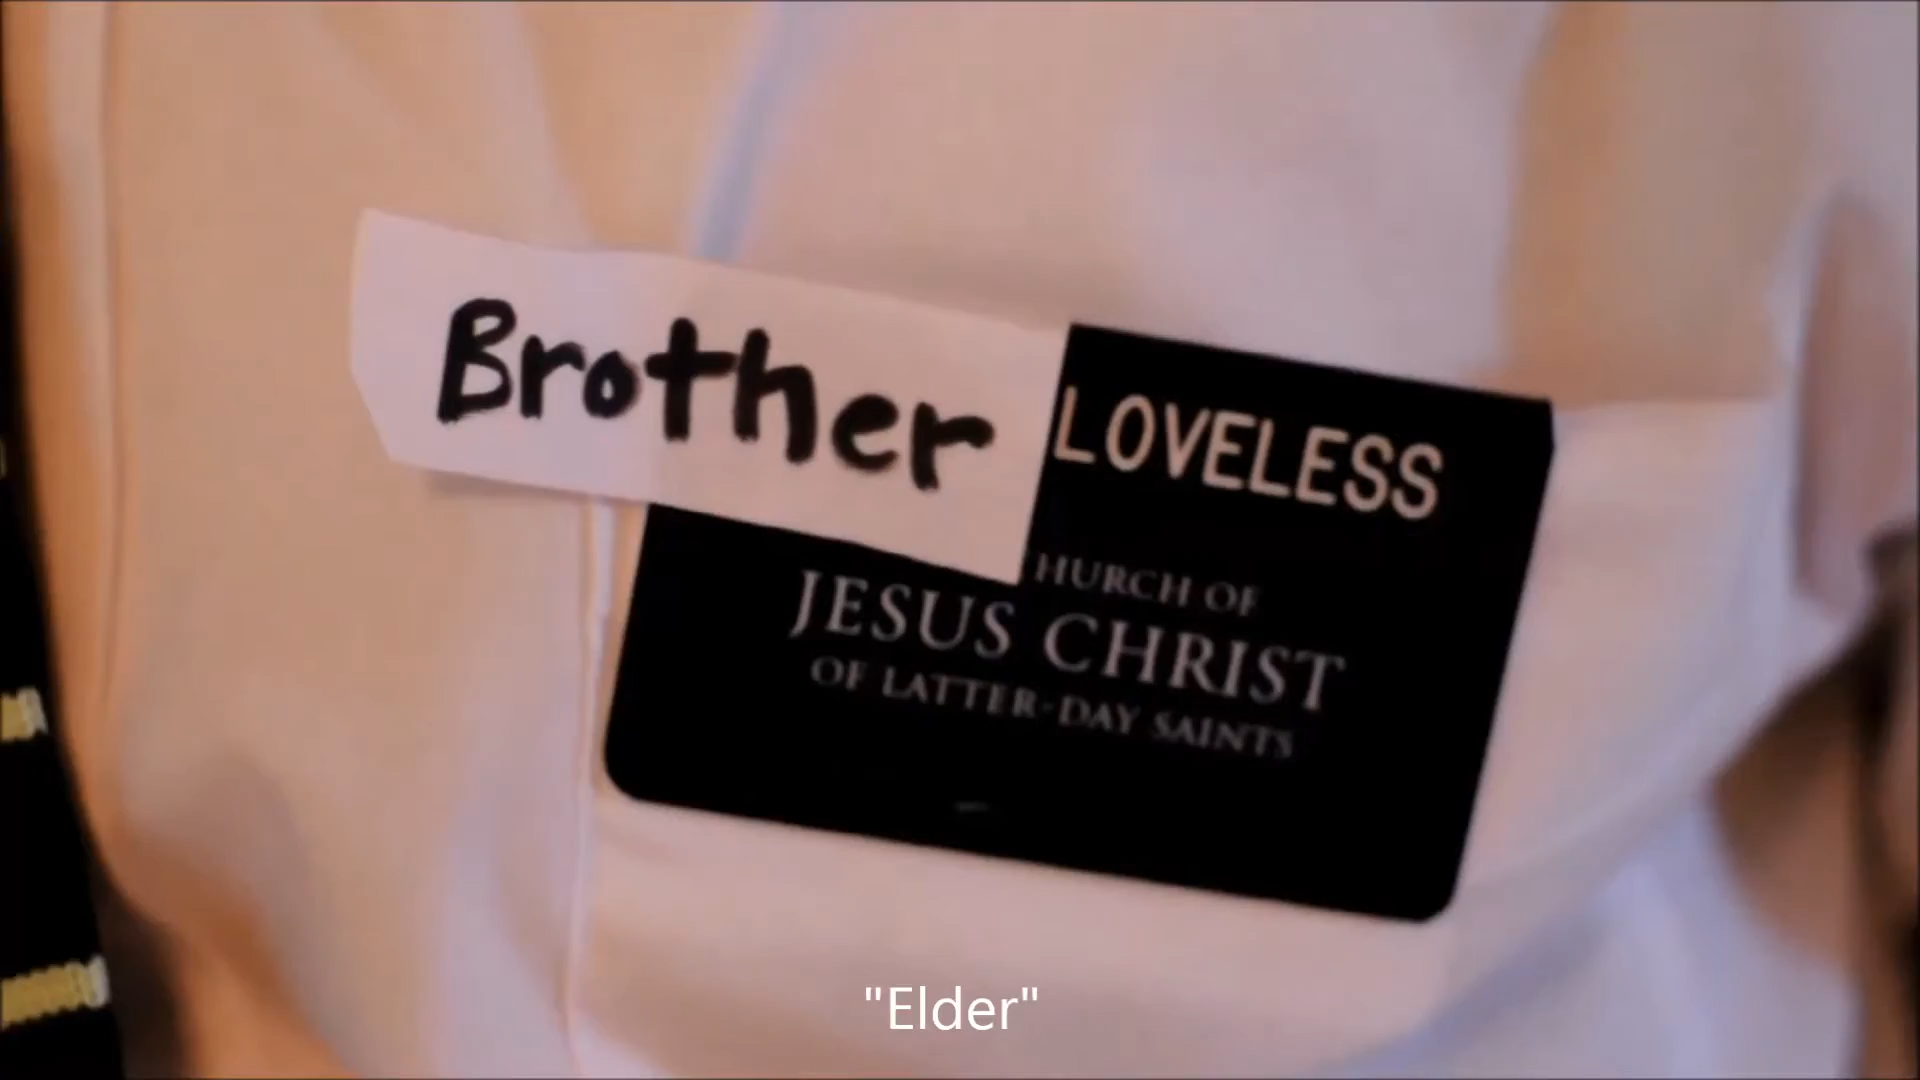 Brother LOVELESS
HURCH OF
JESUS CHRIST
OF LATTER-DAY SAINTS
"Elder"